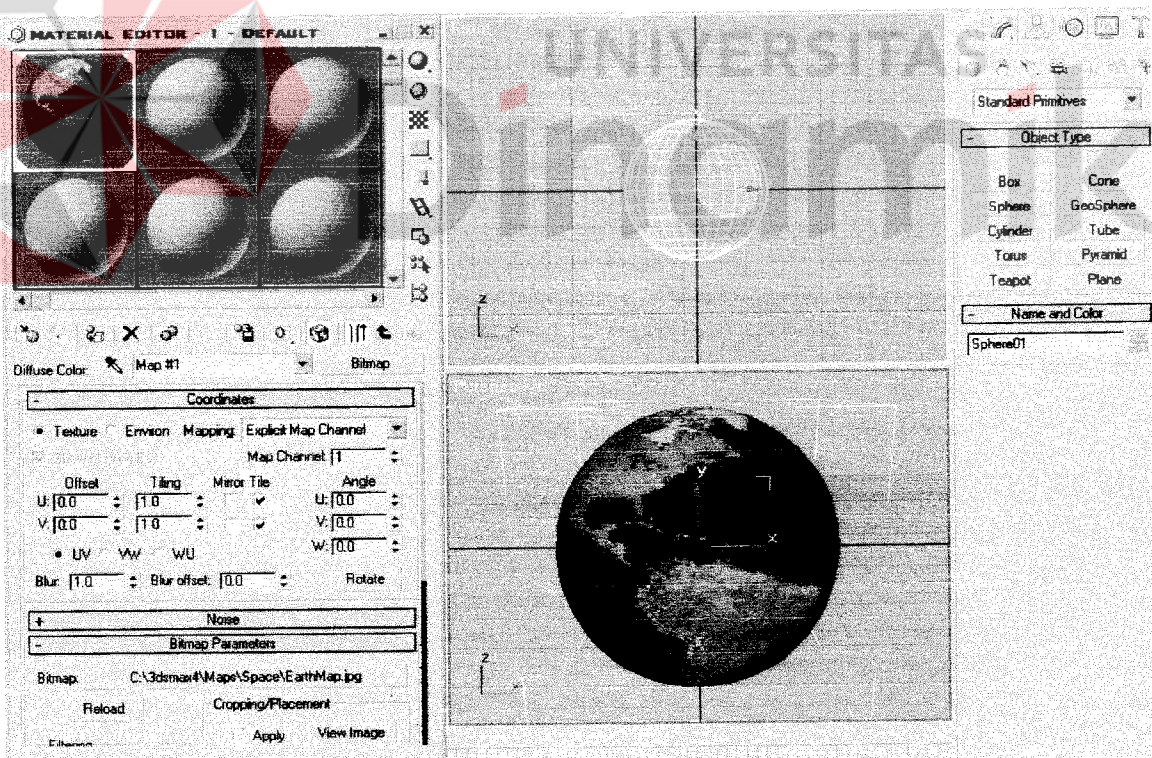 MATERIAL EDITOR - 1 - DEFAULT
Diffuse Color: Map #1 Bitmap
- Coordinates
Texture Environ Mapping: Explicit Map Channel
Map Channel: 1
Offset Tiling Mirror Tile Angle
U: 0.0 1.0 U: 0.0
V: 0.0 1.0 V: 0.0
W: 0.0
UV VW WU
Blur: 1.0 Blur offset: 0.0 Rotate
+ Noise
- Bitmap Parameters
Bitmap: C:\3dsmax4\Maps\Space\EarthMap.jpg
Reload Cropping/Placement
Apply View Image
Filtering
UNIVERSITAS
Dinamik
z
y
x
z
Standard Primitives
- Object Type
Box Cone
Sphere GeoSphere
Cylinder Tube
Torus Pyramid
Teapot Plane
- Name and Color
Sphere01